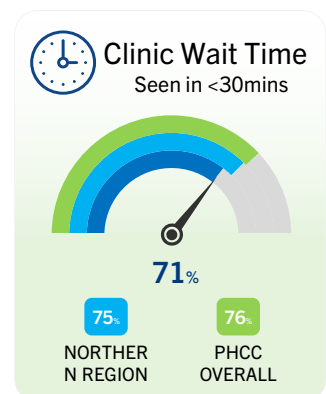 Clinic Wait Time
Seen in <30mins
71%
75%
76%
NORTHER
N REGION
PHCC
OVERALL